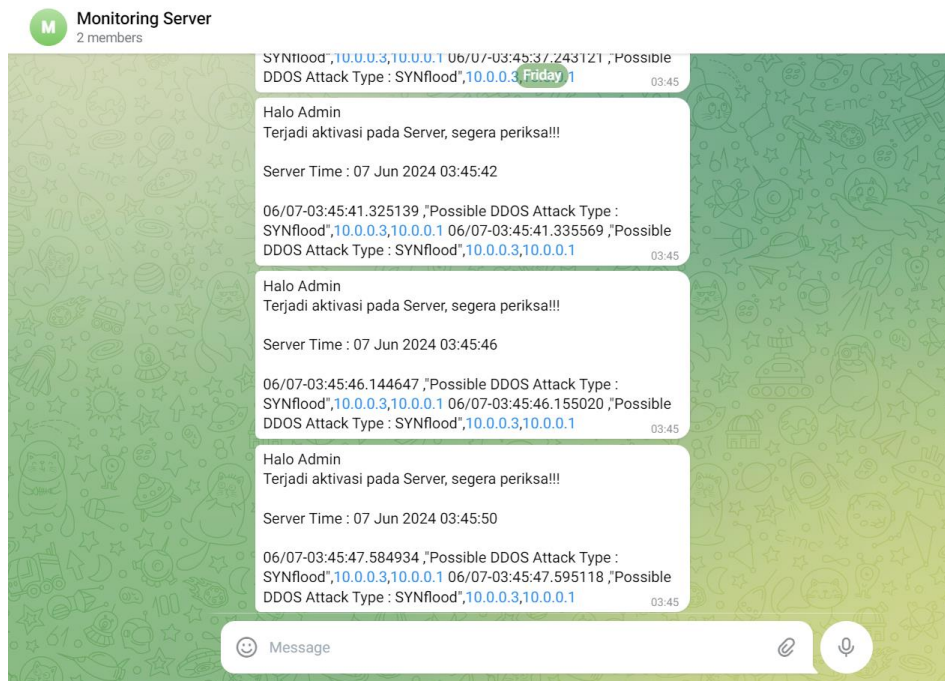 M
Monitoring Server
2 members
SYNflood",10.0.0.3,10.0.0.1 06/07-03:45:37.243121 ,"Possible
DDOS Attack Type : SYNflood",10.0.0.3, .1
Friday
03:45
Halo Admin
Terjadi aktivasi pada Server, segera periksa!!!
Server Time : 07 Jun 2024 03:45:42
06/07-03:45:41.325139 ,"Possible DDOS Attack Type :
SYNflood",10.0.0.3,10.0.0.1 06/07-03:45:41.335569 ,"Possible
DDOS Attack Type : SYNflood",10.0.0.3,10.0.0.1
03:45
Halo Admin
Terjadi aktivasi pada Server, segera periksa!!!
Server Time : 07 Jun 2024 03:45:46
06/07-03:45:46.144647 ,"Possible DDOS Attack Type :
SYNflood",10.0.0.3,10.0.0.1 06/07-03:45:46.155020 ,"Possible
DDOS Attack Type : SYNflood",10.0.0.3,10.0.0.1
03:45
Halo Admin
Terjadi aktivasi pada Server, segera periksa!!!
Server Time : 07 Jun 2024 03:45:50
06/07-03:45:47.584934 ,"Possible DDOS Attack Type :
SYNflood",10.0.0.3,10.0.0.1 06/07-03:45:47.595118 ,"Possible
DDOS Attack Type : SYNflood",10.0.0.3,10.0.0.1
03:45
Message